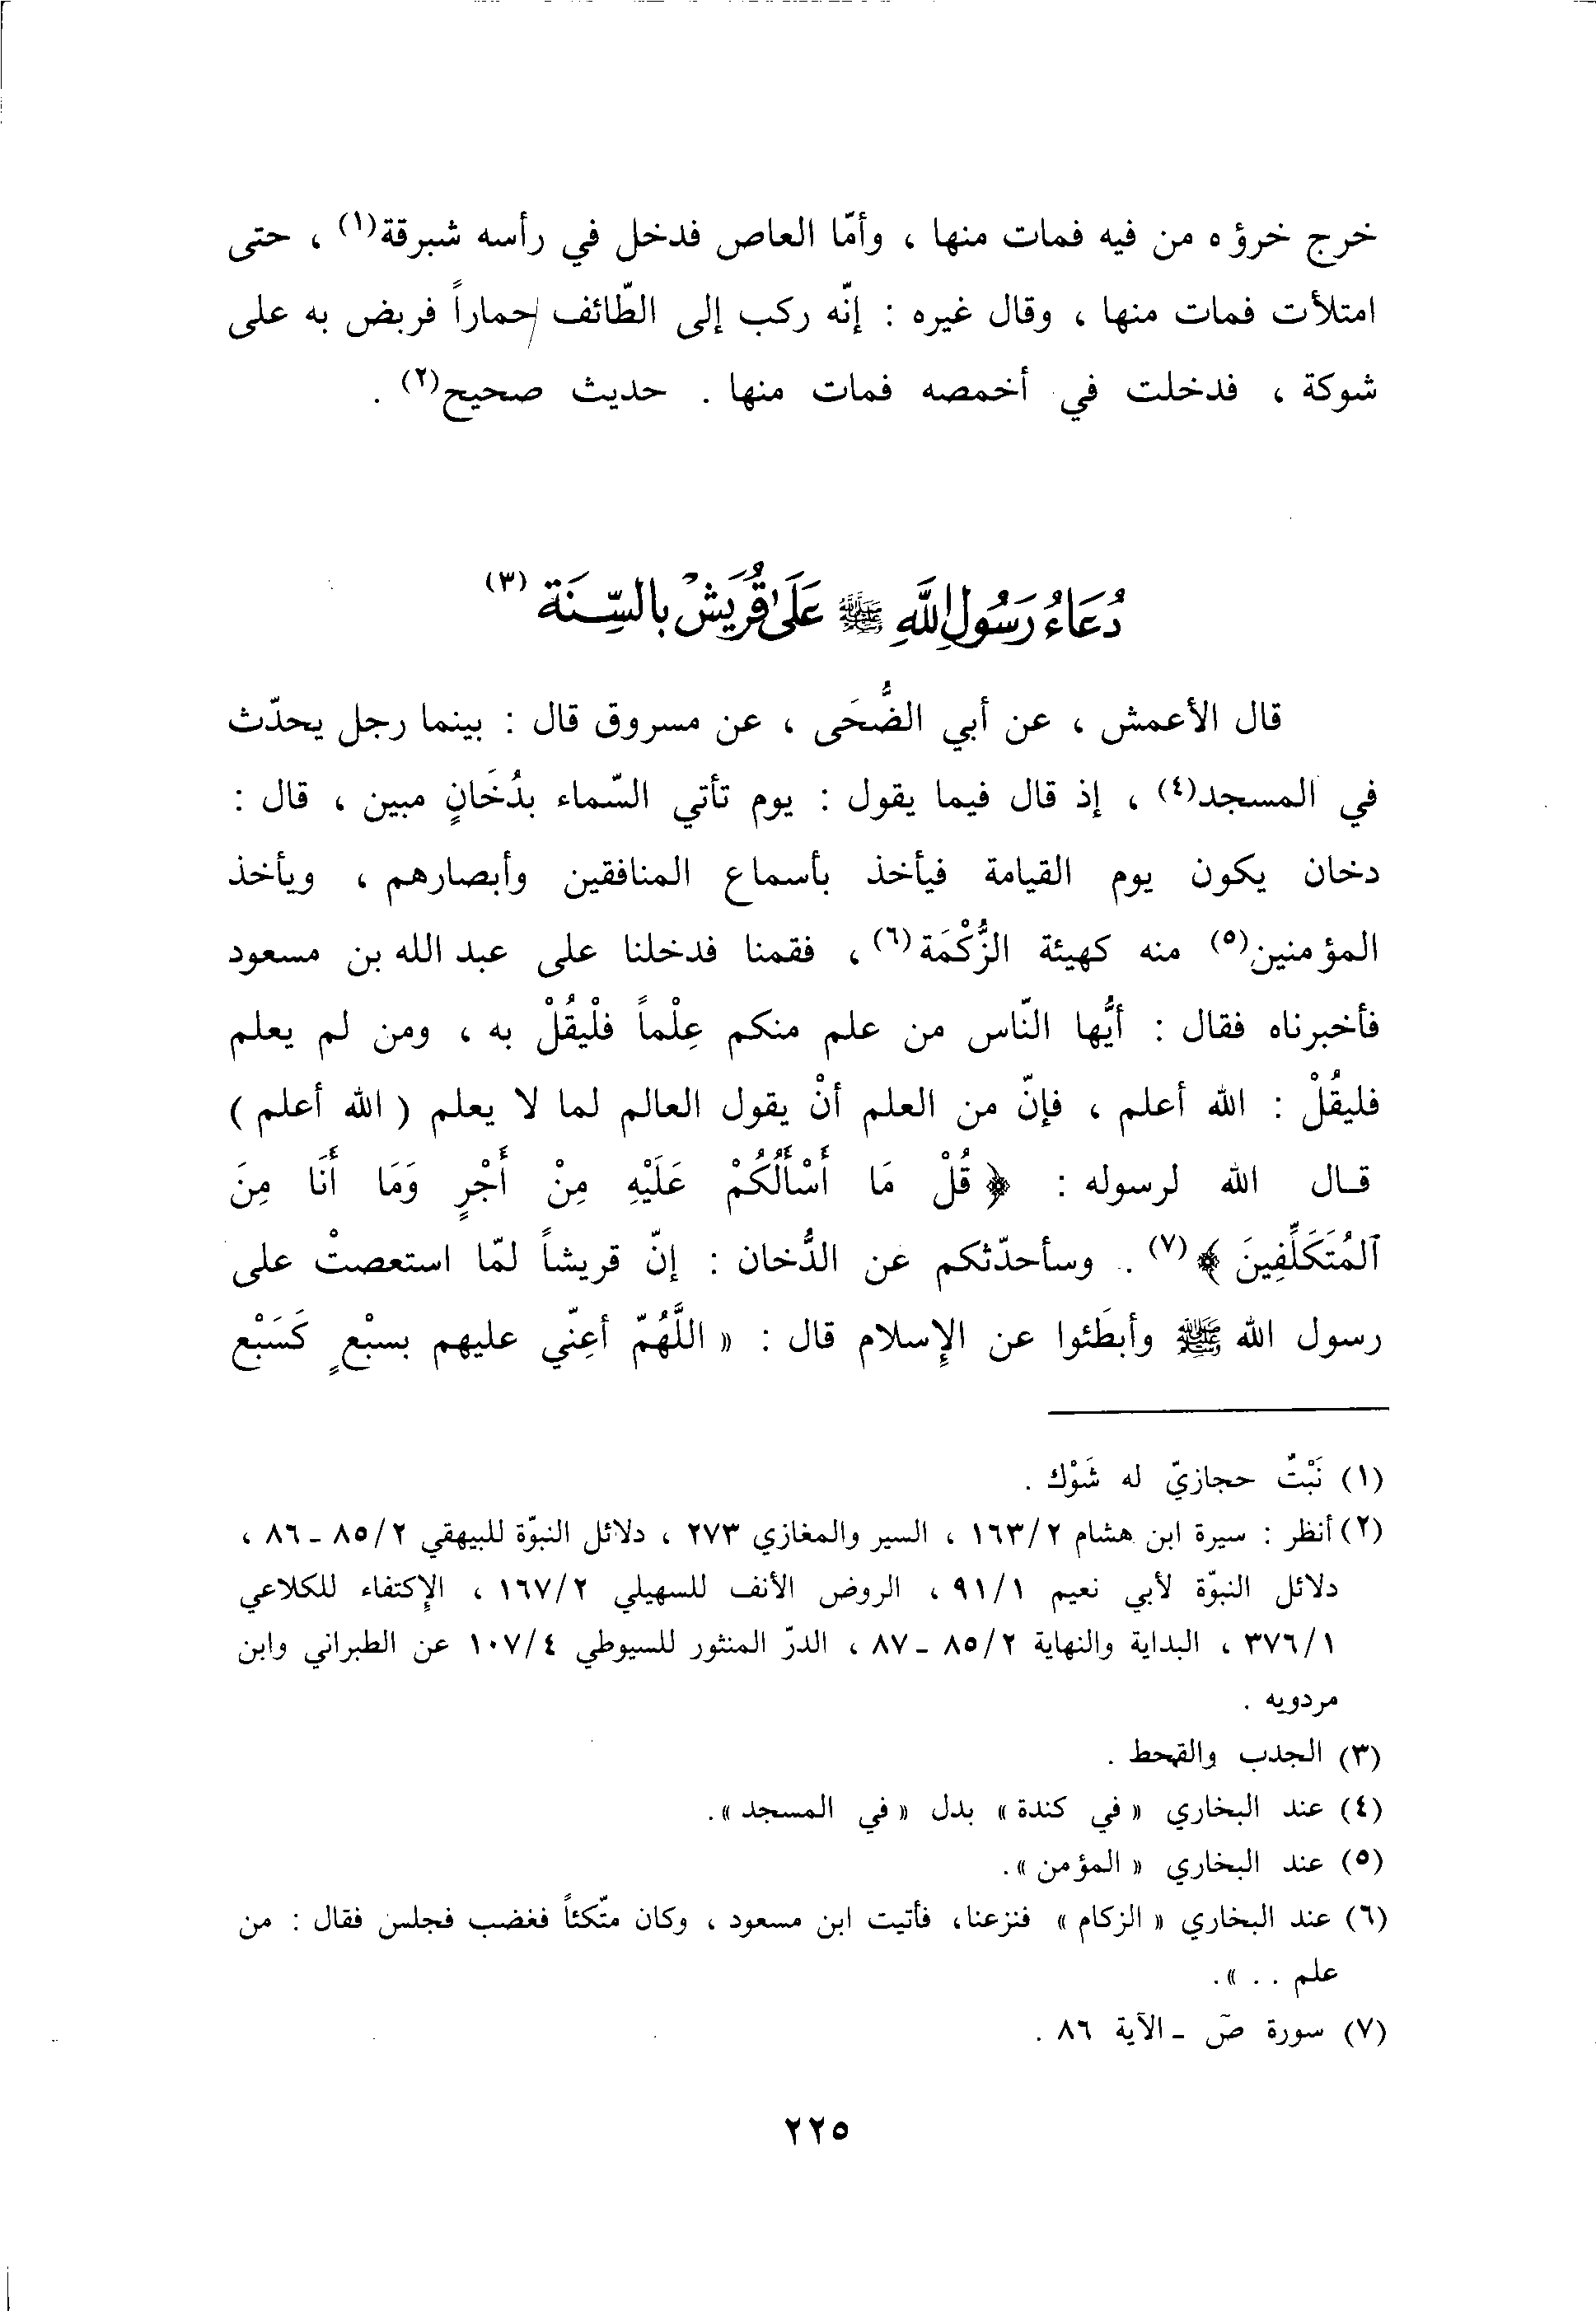 خرج خرؤه من فيه فمات منها ، وأمّا العاص فدخل في رأسه شبرقة(١) ، حتى
امتلأت فمات منها ، وقال غيره : إنّه ركب إلى الطّائف حماراً فربض به على
شوكة ، فدخلت في أخمصه فمات منها . حديث صحيح(٢) .
دُعَاءُ رَسُولِ اللَّهِ ﷺ عَلَى قُرَيْشٍ بِالسَّنَةِ (٣)
قال الأعمش ، عن أبي الضُّحَى ، عن مسروق قال : بينما رجل يحدّث
في المسجد(٤) ، إذ قال فيما يقول : يوم تأتي السّماء بدُخَانٍ مبين ، قال :
دخان يكون يوم القيامة فيأخذ بأسماع المنافقين وأبصارهم ، ويأخذ
المؤمنين(٥) منه كهيئة الزُّكْمَة(٦) ، فقمنا فدخلنا على عبد الله بن مسعود
فأخبرناه فقال : أيُّها النّاس من علم منكم عِلْماً فلْيقُلْ به ، ومن لم يعلم
فليقُلْ : الله أعلم ، فإنّ من العلم أنْ يقول العالم لما لا يعلم ( الله أعلم )
قـال الله لرسوله : ﴿ قُلْ مَا أَسْأَلُكُمْ عَلَيْهِ مِنْ أَجْرٍ وَمَا أَنَا مِنَ
ٱلمُتَكَلِّفِينَ ﴾(٧) . وسأحدّثكم عن الدُّخان : إنّ قريشاً لمّا استعصتْ على
رسول الله ﷺ وأبطَئوا عن الإسلام قال : « اللَّهُمّ أعِنّي عليهم بسبْعٍ كَسَبْع
(١) نَبْتٌ حجازيّ له شَوْك .
(٢) أنظر : سيرة ابن هشام ١٦٣/٢ ، السير والمغازي ٢٧٣ ، دلائل النبوّة للبيهقي ٨٥/٢ ـ ٨٦ ،
دلائل النبوّة لأبي نعيم ٩١/١ ، الروض الأنف للسهيلي ١٦٧/٢ ، الإكتفاء للكلاعي
٣٧٦/١ ، البداية والنهاية ٨٥/٢ ـ ٨٧ ، الدرّ المنثور للسيوطي ١٠٧/٤ عن الطبراني وابن
مردويه .
(٣) الجدب والقحط .
(٤) عند البخاري « في كندة » بدل « في المسجد ».
(٥) عند البخاري « المؤمن ».
(٦) عند البخاري « الزكام » فنزعنا، فأتيت ابن مسعود ، وكان متّكئاً فغضب فجلس فقال : من
علم . . ».
(٧) سورة صَ ـ الآية ٨٦ .
٢٢٥